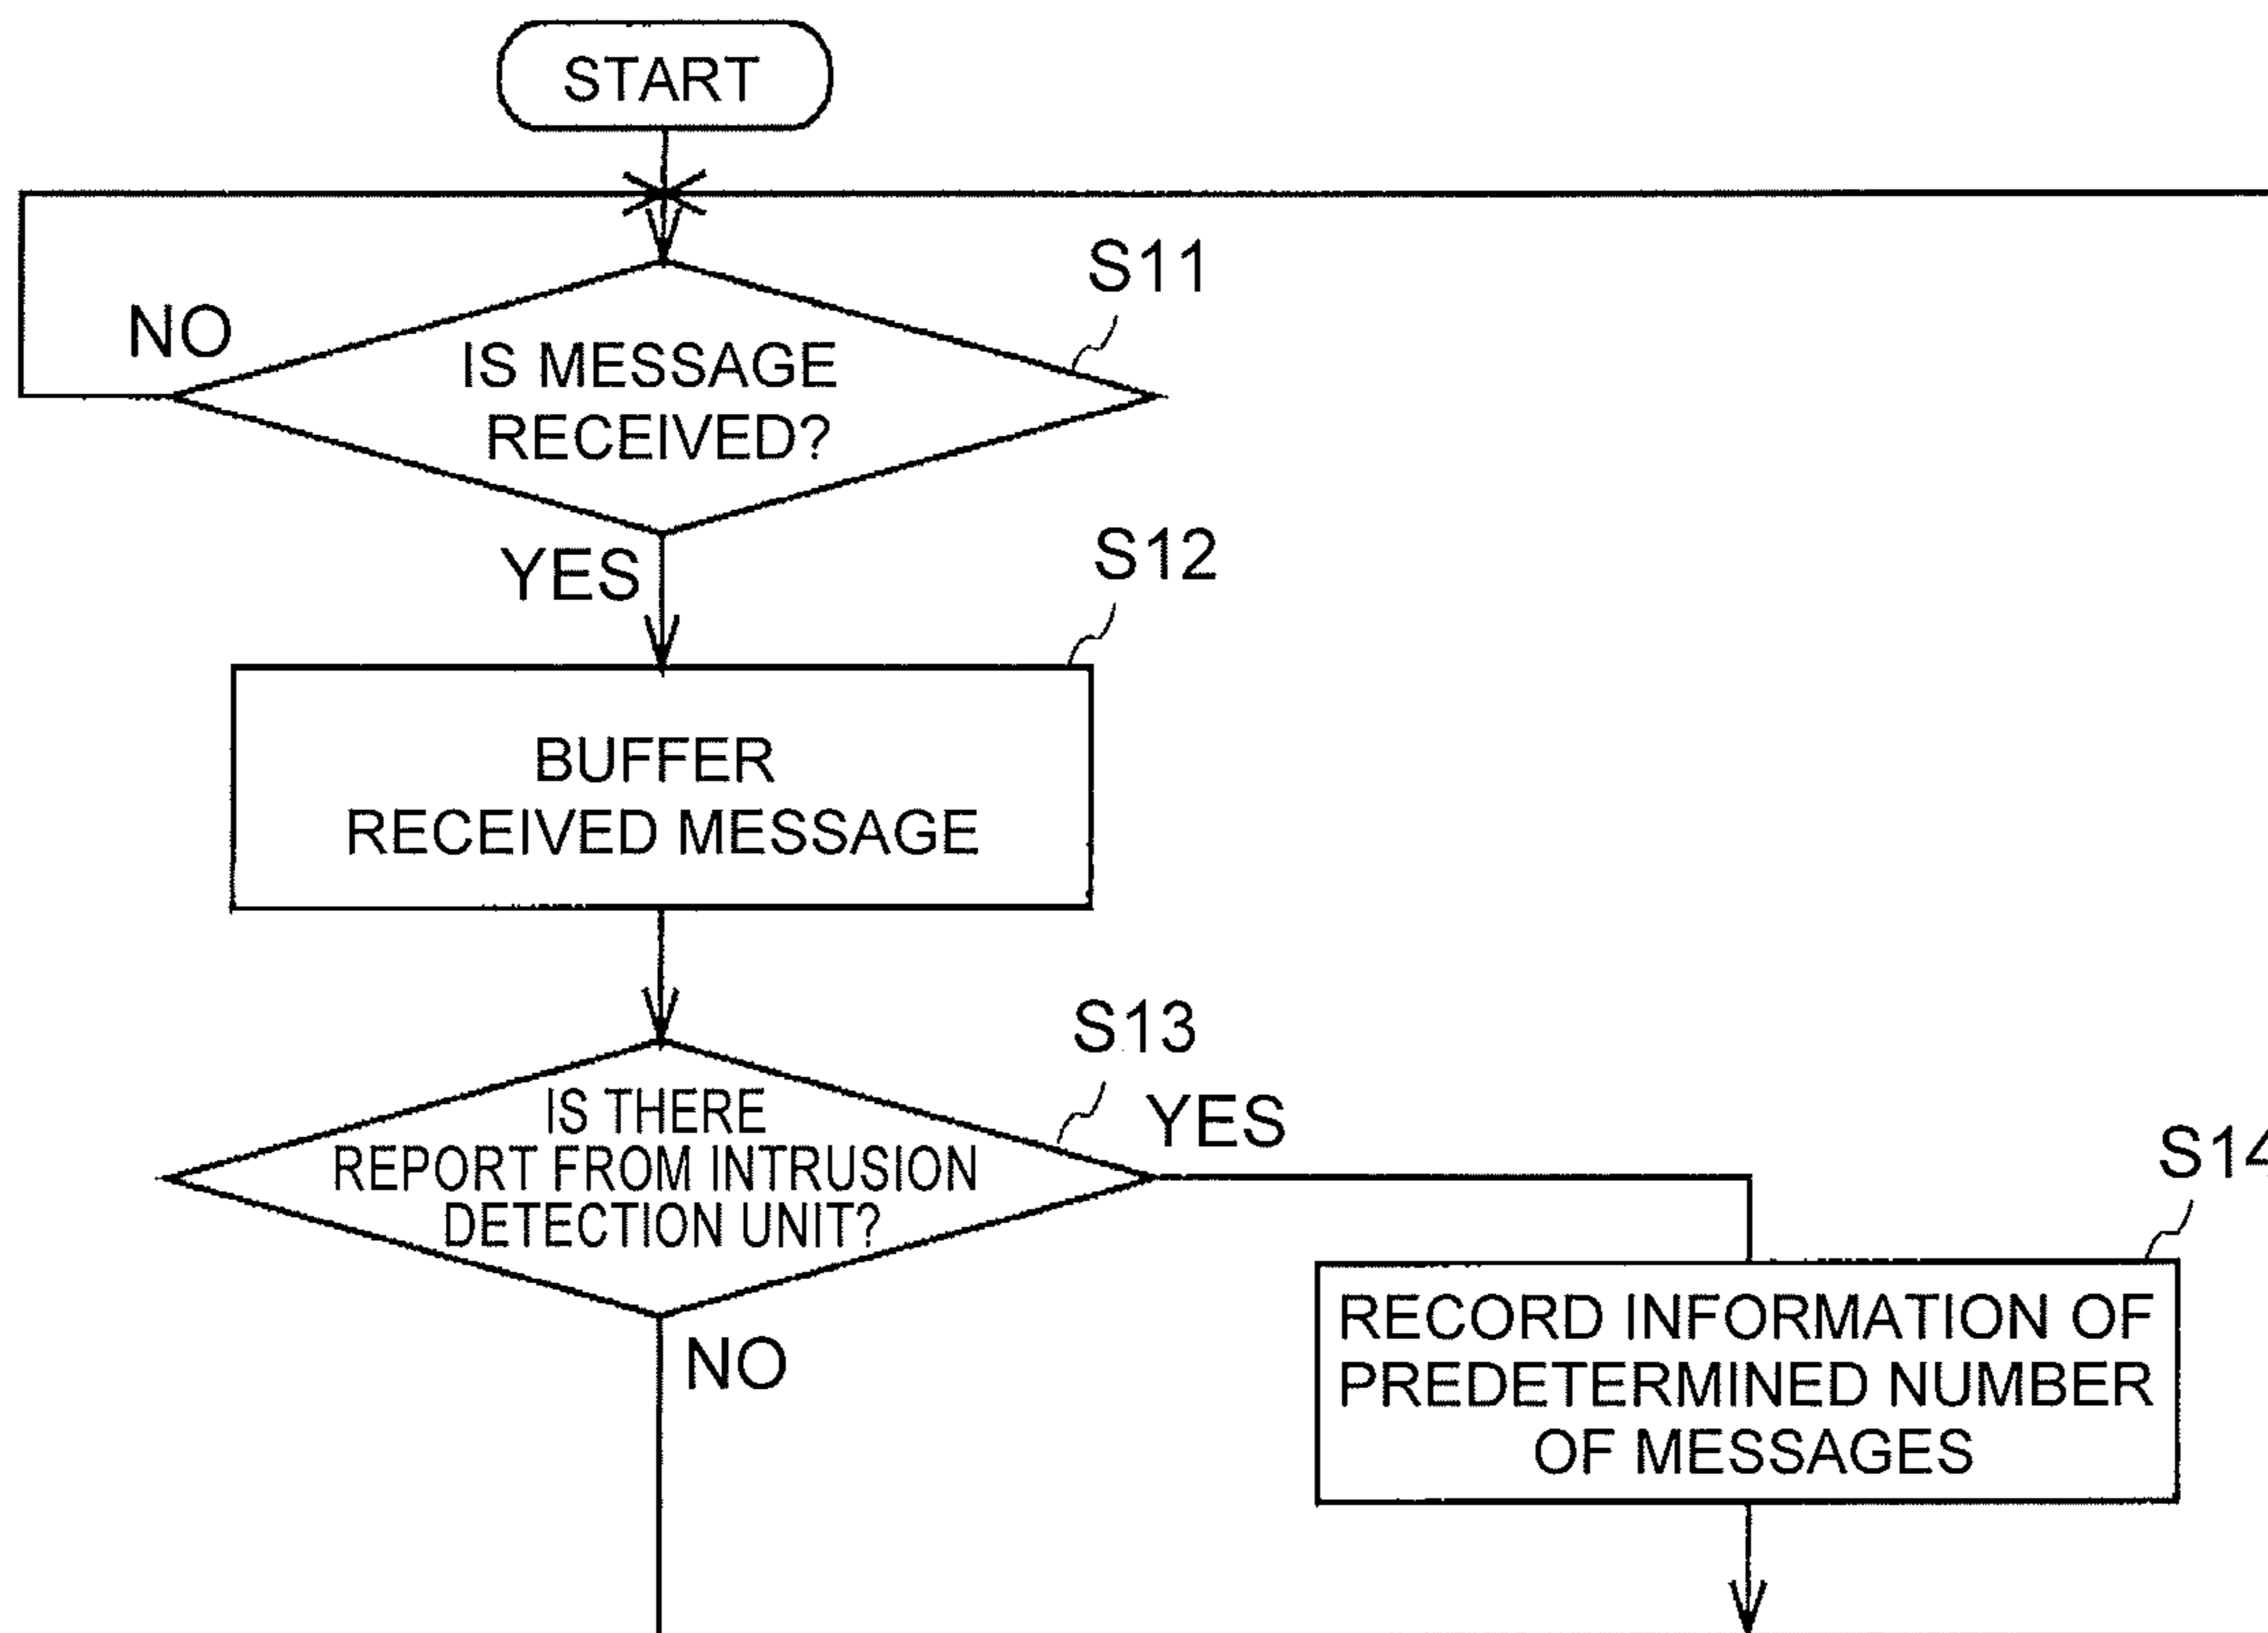 START
S11
NO
IS MESSAGE
RECEIVED?
YES
S12
BUFFER
RECEIVED MESSAGE
S13
IS THERE
REPORT FROM INTRUSION
DETECTION UNIT?
YES
S14
NO
RECORD INFORMATION OF
PREDETERMINED NUMBER
OF MESSAGES